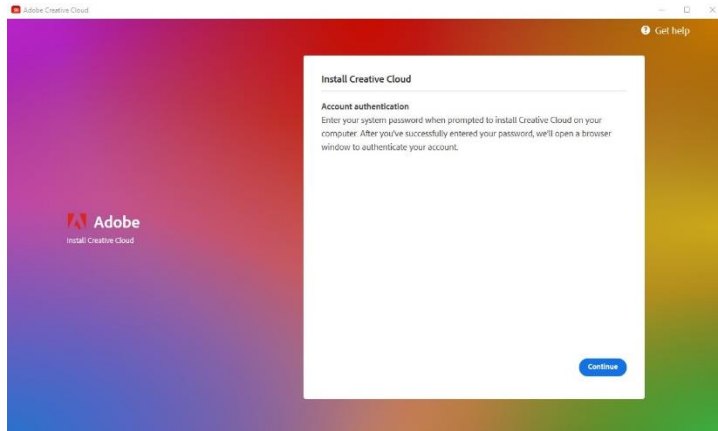 Adobe Creative Cloud
Get help
Install Creative Cloud
Account authentication
Enter your system password when prompted to install Creative Cloud on your
computer. After you've successfully entered your password, we'll open a browser
window to authenticate your account.
Adobe
Install Creative Cloud
Continue